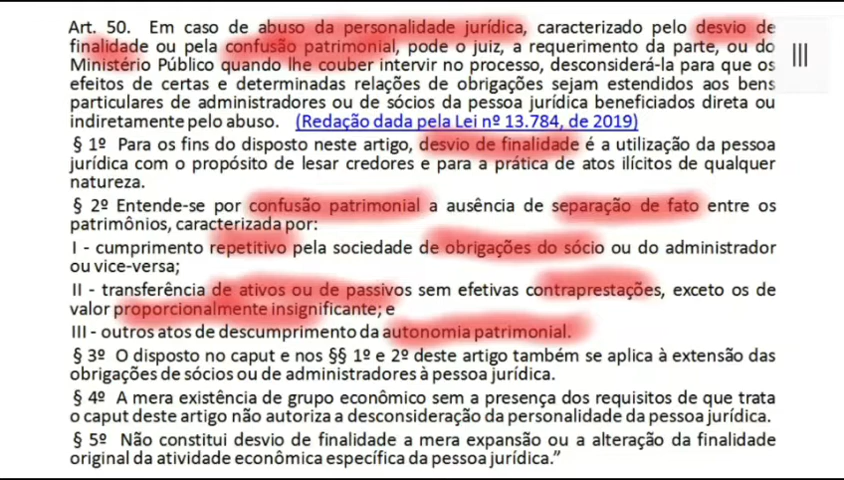 Art. 50. Em caso de abuso da personalidade jurídica, caracterizado pelo desvio de
finalidade ou pela confusão patrimonial, pode o juiz, a requerimento da parte, ou do
Ministério Público quando lhe couber intervir no processo, desconsiderá-la para que os
efeitos de certas e determinadas relações de obrigações sejam estendidos aos bens
particulares de administradores ou de sócios da pessoa jurídica beneficiados direta ou
indiretamente pelo abuso. (Redação dada pela Lei nº 13.784, de 2019)
§ 1º Para os fins do disposto neste artigo, desvio de finalidade é a utilização da pessoa
jurídica com o propósito de lesar credores e para a prática de atos ilícitos de qualquer
natureza.
§ 2º Entende-se por confusão patrimonial a ausência de separação de fato entre os
patrimônios, caracterizada por:
I - cumprimento repetitivo pela sociedade de obrigações do sócio ou do administrador
ou vice-versa;
II - transferência de ativos ou de passivos sem efetivas contraprestações, exceto os de
valor proporcionalmente insignificante; e
III - outros atos de descumprimento da autonomia patrimonial.
§ 3º O disposto no caput e nos §§ 1º e 2º deste artigo também se aplica à extensão das
obrigações de sócios ou de administradores à pessoa jurídica.
§ 4º A mera existência de grupo econômico sem a presença dos requisitos de que trata
o caput deste artigo não autoriza a desconsideração da personalidade da pessoa jurídica.
§ 5º Não constitui desvio de finalidade a mera expansão ou a alteração da finalidade
original da atividade econômica específica da pessoa jurídica.”